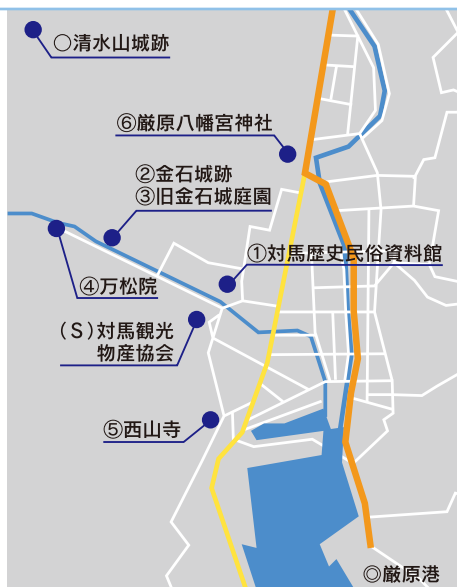 ○清水山城跡
⑥厳原八幡宮神社
②金石城跡
③旧金石城庭園
①対馬歴史民俗資料館
④万松院
(S)対馬観光
物産協会
⑤西山寺
◎厳原港